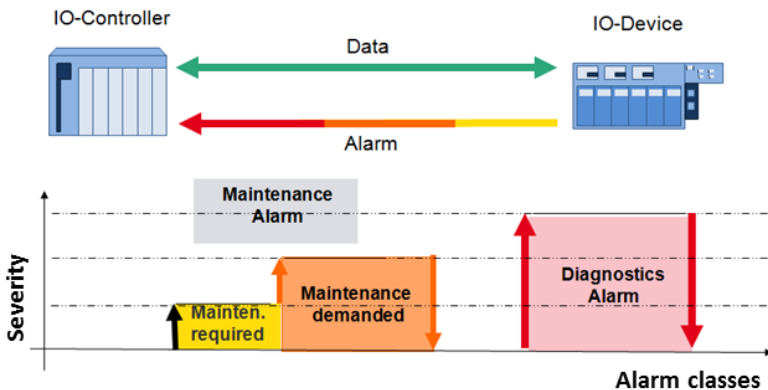 IO-Controller
IO-Device
Data
Alarm
Maintenance
Alarm
Severity
Mainten.
required
Maintenance
demanded
Diagnostics
Alarm
Alarm classes